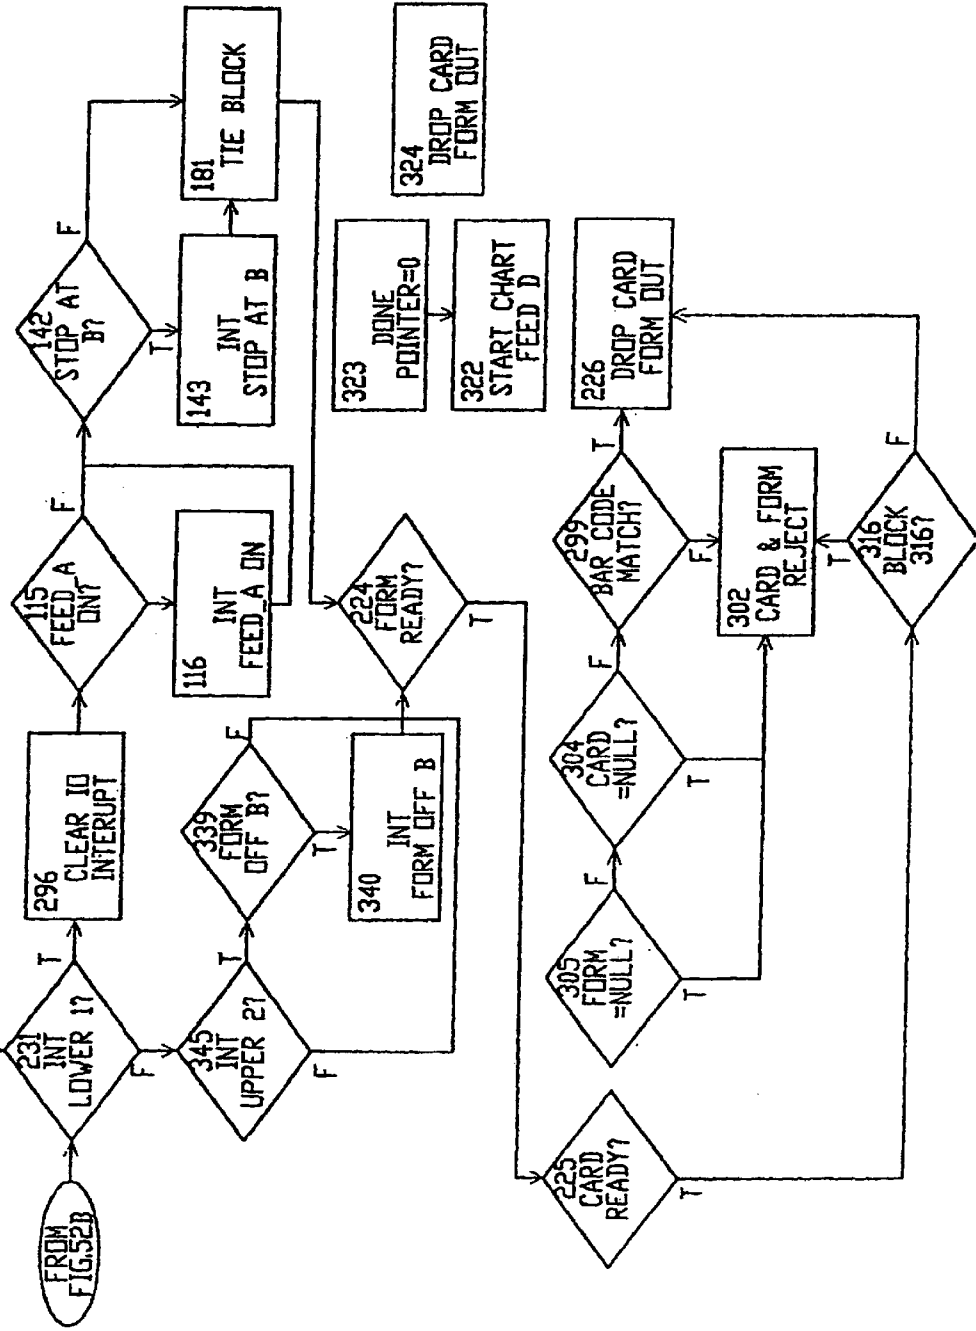 FROM
FIG.52B
231
INT
LOWER 1?
T
F
296
CLEAR IO
INTERUPT
115
FEED_A
ON?
F
116
INT
FEED_A ON
142
STOP AT
B?
F
T
143
INT
STOP AT B
181
TIE BLOCK
345
INT
UPPER 2?
T
F
339
FORM
OFF B?
F
T
340
INT
FORM OFF B
224
FORM
READY?
T
323
DONE
POINTER=0
322
START CHART
FEED D
324
DROP CARD
FORM OUT
225
CARD
READY?
T
305
FORM
=NULL?
F
T
304
CARD
=NULL?
F
T
299
BAR CODE
MATCH?
T
F
226
DROP CARD
FORM OUT
302
CARD & FORM
REJECT
316
BLOCK
316?
T
F